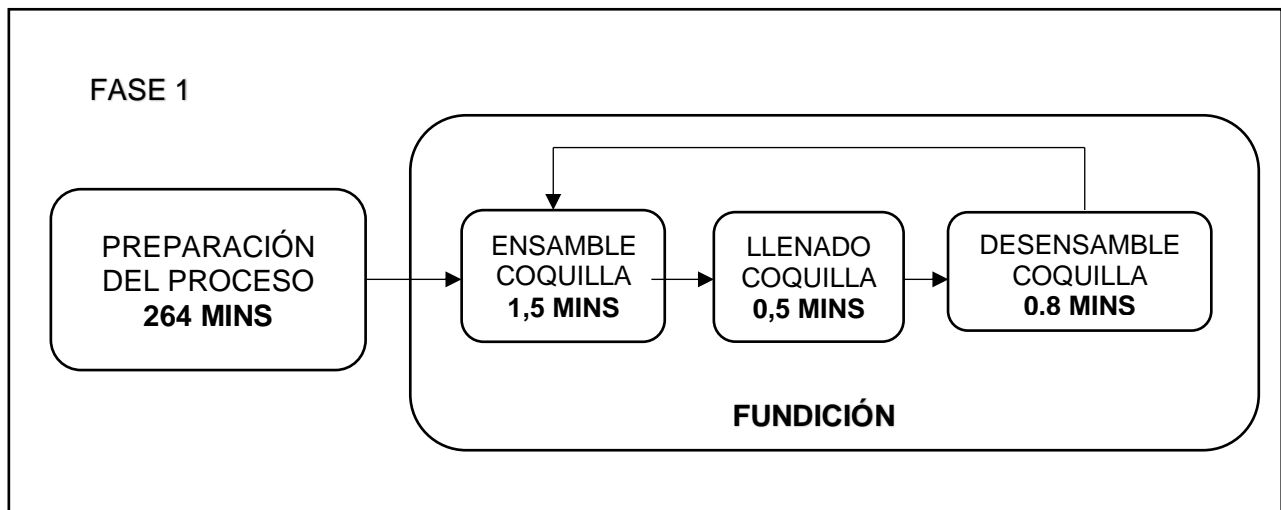 FASE 1
PREPARACIÓN
DEL PROCESO
264 MINS
ENSAMBLE
COQUILLA
1,5 MINS
LLENADO
COQUILLA
0,5 MINS
DESENSAMBLE
COQUILLA
0.8 MINS
FUNDICIÓN